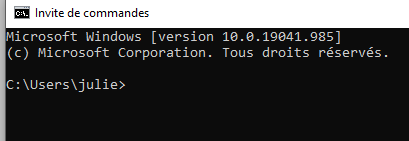 Invite de commandes
Microsoft Windows [version 10.0.19041.985]
(c) Microsoft Corporation. Tous droits réservés.
C:\Users\julie>